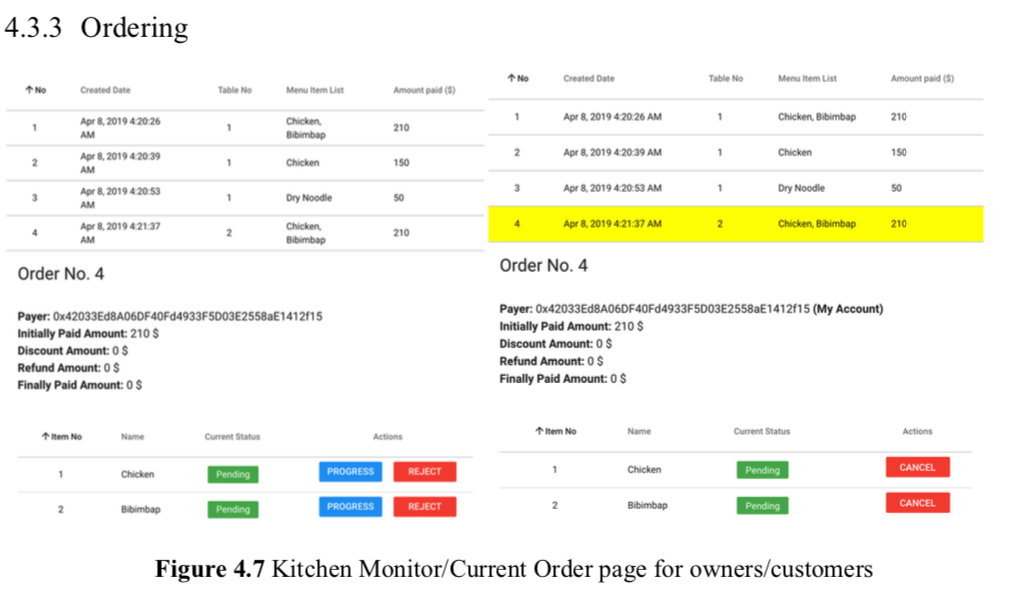 4.3.3 Ordering
↑ No Created Date Table No Menu Item List Amount paid ($)
1 Apr 8, 2019 4:20:26 AM 1 Chicken, Bibimbap 210
2 Apr 8, 2019 4:20:39 AM 1 Chicken 150
3 Apr 8, 2019 4:20:53 AM 1 Dry Noodle 50
4 Apr 8, 2019 4:21:37 AM 2 Chicken, Bibimbap 210
Order No. 4
Payer: 0x42033Ed8A06DF40Fd4933F5D03E2558aE1412f15
Initially Paid Amount: 210 $
Discount Amount: 0 $
Refund Amount: 0 $
Finally Paid Amount: 0 $
↑ Item No Name Current Status Actions
1 Chicken Pending PROGRESS REJECT
2 Bibimbap Pending PROGRESS REJECT
↑ No Created Date Table No Menu Item List Amount paid ($)
1 Apr 8, 2019 4:20:26 AM 1 Chicken, Bibimbap 210
2 Apr 8, 2019 4:20:39 AM 1 Chicken 150
3 Apr 8, 2019 4:20:53 AM 1 Dry Noodle 50
4 Apr 8, 2019 4:21:37 AM 2 Chicken, Bibimbap 210
Order No. 4
Payer: 0x42033Ed8A06DF40Fd4933F5D03E2558aE1412f15 (My Account)
Initially Paid Amount: 210 $
Discount Amount: 0 $
Refund Amount: 0 $
Finally Paid Amount: 0 $
↑ Item No Name Current Status Actions
1 Chicken Pending CANCEL
2 Bibimbap Pending CANCEL
Figure 4.7 Kitchen Monitor/Current Order page for owners/customers